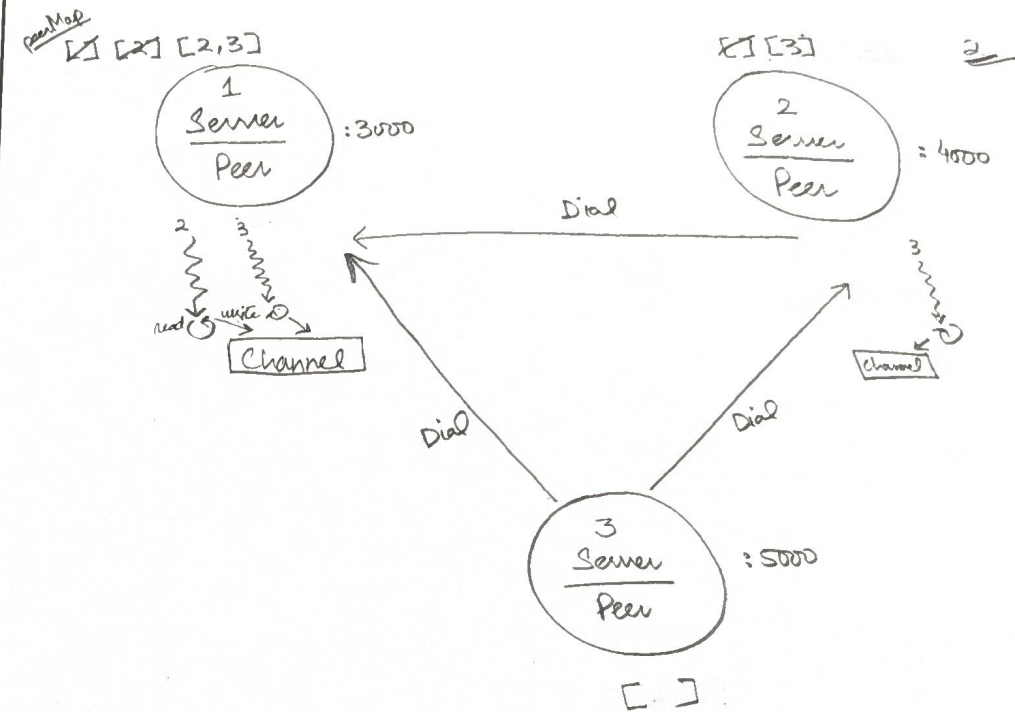 peerMap
[ ] [2] [2,3]
[ ] [3]
2
1
Server
Peer
:3000
2
Server
Peer
:4000
Dial
2
3
read
write
Channel
3
Channel
Dial
Dial
3
Server
Peer
:5000
[ ]